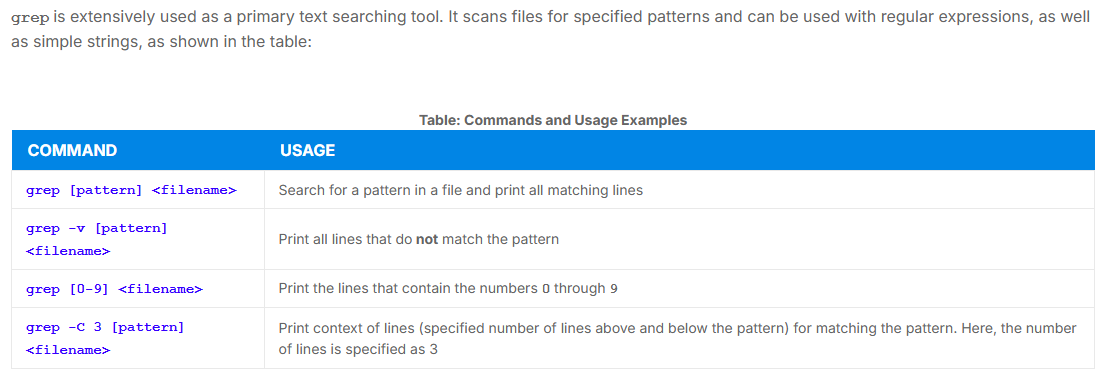 grep is extensively used as a primary text searching tool. It scans files for specified patterns and can be used with regular expressions, as well
as simple strings, as shown in the table:
Table: Commands and Usage Examples
COMMAND USAGE
grep [pattern] <filename> Search for a pattern in a file and print all matching lines
grep -v [pattern]
<filename>
Print all lines that do not match the pattern
grep [0-9] <filename> Print the lines that contain the numbers 0 through 9
grep -C 3 [pattern]
<filename>
Print context of lines (specified number of lines above and below the pattern) for matching the pattern. Here, the number
of lines is specified as 3